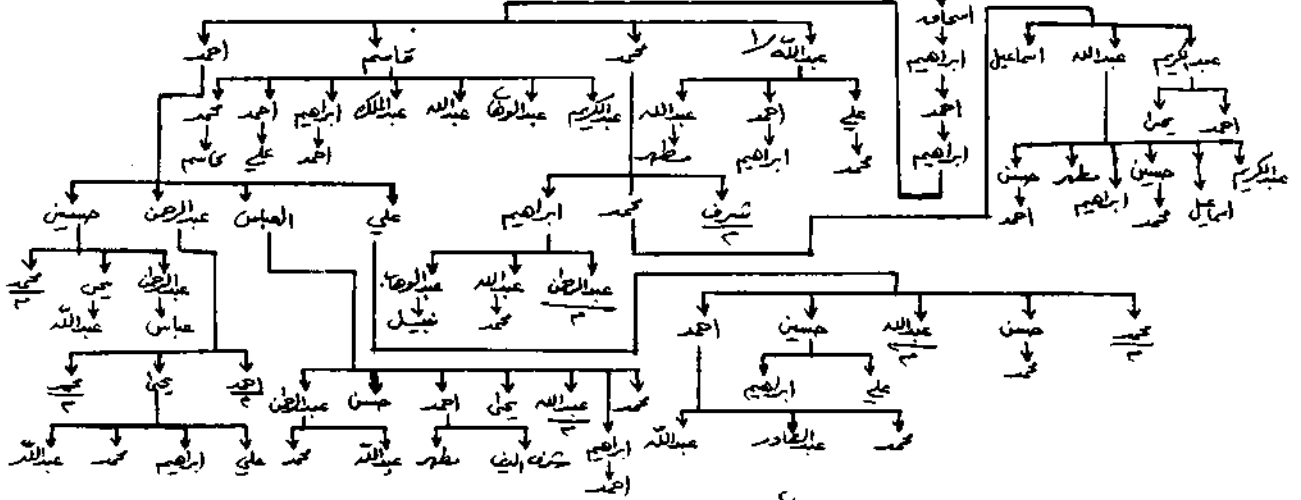 اسحاق
احمد قاسم محمد عبدالله عبدالكريم عبدالله اسماعيل
ابراهيم
عبدالكريم عبدالوهاب عبدالله عبدالملك ابراهيم احمد محمد
علي احمد عبدالله
احمد يحيى
احمد
احمد علي قاسم
محمد ابراهيم مطهر
ابراهيم
عبدالكريم اسماعيل حسين ابراهيم مطهر حسن
محمد احمد
شرف محمد ابراهيم
علي العباس عبدالرحمن حسين
عبدالرحمن عبدالله عبدالوهاب
محمد نبيل
عبدالرحمن يحيى محمد
عباس عبدالله
محمد حسن عبدالله حسين احمد
محمد
علي ابراهيم
احمد يحيى محمد
محمد عبدالله يحيى احمد حسن عبدالرحمن
محمد عبدالقادر عبدالله
ابراهيم شرف الدين مطهر عبدالله محمد
احمد
علي ابراهيم محمد عبدالله